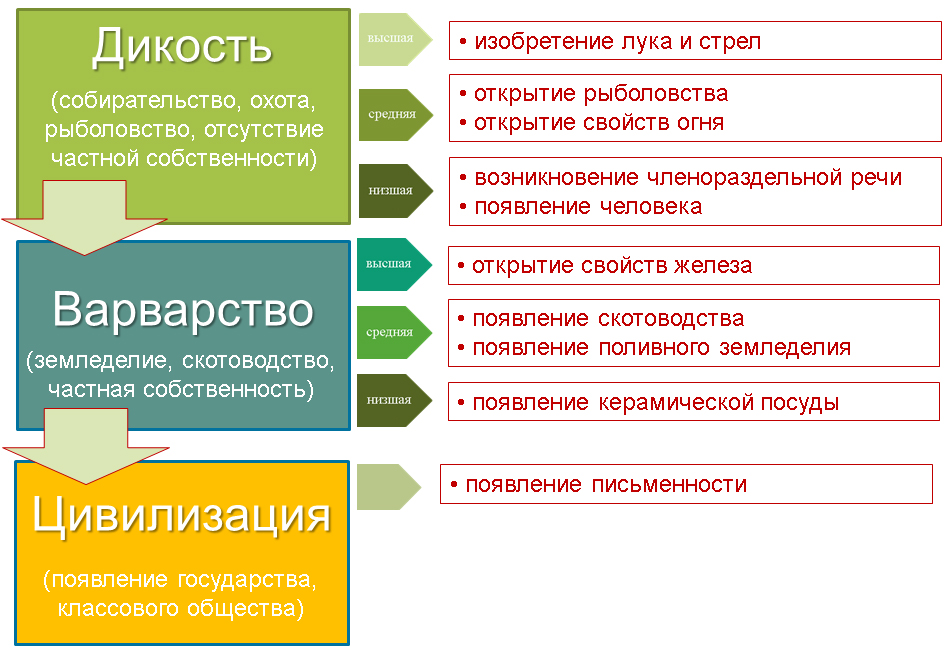 Дикость
(собирательство, охота,
рыболовство, отсутствие
частной собственности)
высшая
• изобретение лука и стрел
средняя
• открытие рыболовства
• открытие свойств огня
низшая
• возникновение членораздельной речи
• появление человека
Варварство
(земледелие, скотоводство,
частная собственность)
высшая
• открытие свойств железа
средняя
• появление скотоводства
• появление поливного земледелия
низшая
• появление керамической посуды
Цивилизация
(появление государства,
классового общества)
• появление письменности